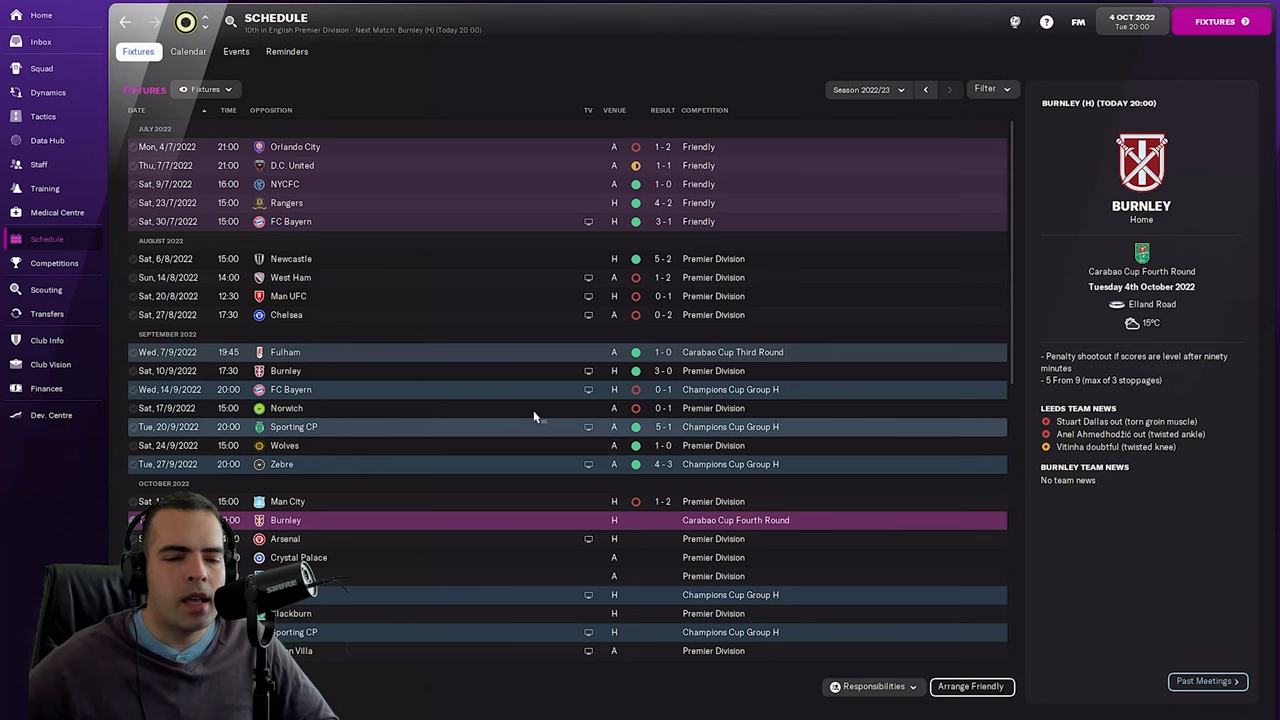 Home
SCHEDULE
10th in English Premier Division - Next Match: Burnley (H) (Today 20:00)
FM
4 OCT 2022
Tue 20:00
FIXTURES
Inbox
Squad
Dynamics
Tactics
Data Hub
Staff
Training
Medical Centre
Schedule
Competitions
Scouting
Transfers
Club Info
Club Vision
Finances
Dev. Centre
Fixtures Calendar Events Reminders
FIXTURES Fixtures Season 2022/23 Filter
DATE TIME OPPOSITION TV VENUE RESULT COMPETITION
JULY 2022
Mon, 4/7/2022 21:00 Orlando City A 1 - 2 Friendly
Thu, 7/7/2022 21:00 D.C. United A 1 - 1 Friendly
Sat, 9/7/2022 16:00 NYCFC A 1 - 0 Friendly
Sat, 23/7/2022 15:00 Rangers H 4 - 2 Friendly
Sat, 30/7/2022 15:00 FC Bayern H 3 - 1 Friendly
AUGUST 2022
Sat, 6/8/2022 15:00 Newcastle H 5 - 2 Premier Division
Sun, 14/8/2022 14:00 West Ham A 1 - 2 Premier Division
Sat, 20/8/2022 12:30 Man UFC H 0 - 1 Premier Division
Sat, 27/8/2022 17:30 Chelsea A 0 - 2 Premier Division
SEPTEMBER 2022
Wed, 7/9/2022 19:45 Fulham A 1 - 0 Carabao Cup Third Round
Sat, 10/9/2022 17:30 Burnley H 3 - 0 Premier Division
Wed, 14/9/2022 20:00 FC Bayern H 0 - 1 Champions Cup Group H
Sat, 17/9/2022 15:00 Norwich A 0 - 1 Premier Division
Tue, 20/9/2022 20:00 Sporting CP A 5 - 1 Champions Cup Group H
Sat, 24/9/2022 15:00 Wolves A 1 - 0 Premier Division
Tue, 27/9/2022 20:00 Zebre H 4 - 3 Champions Cup Group H
OCTOBER 2022
Sat, 15:00 Man City H 1 - 2 Premier Division
Burnley H Carabao Cup Fourth Round
Arsenal H Premier Division
Crystal Palace A Premier Division
A Premier Division
H Champions Cup Group H
Blackburn H Premier Division
Sporting CP H Champions Cup Group H
Villa A Premier Division
Responsibilities
Arrange Friendly
BURNLEY (H) (TODAY 20:00)
BURNLEY
Home
Carabao Cup Fourth Round
Tuesday 4th October 2022
Elland Road
15°C
- Penalty shootout if scores are level after ninety
minutes
- 5 From 9 (max of 3 stoppages)
LEEDS TEAM NEWS
Stuart Dallas out (torn groin muscle)
Anel Ahmedhodžić out (twisted ankle)
Vitinha doubtful (twisted knee)
BURNLEY TEAM NEWS
No team news
Past Meetings
SHURE